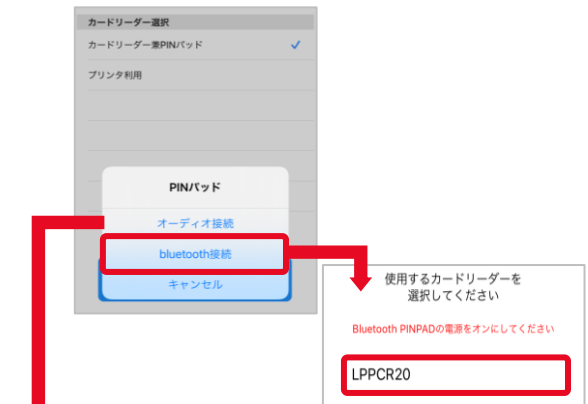 カードリーダー選択
カードリーダー兼PINパッド
プリンタ利用
PINパッド
オーディオ接続
bluetooth接続
キャンセル
使用するカードリーダーを
選択してください
Bluetooth PINPADの電源をオンにしてください
LPPCR20